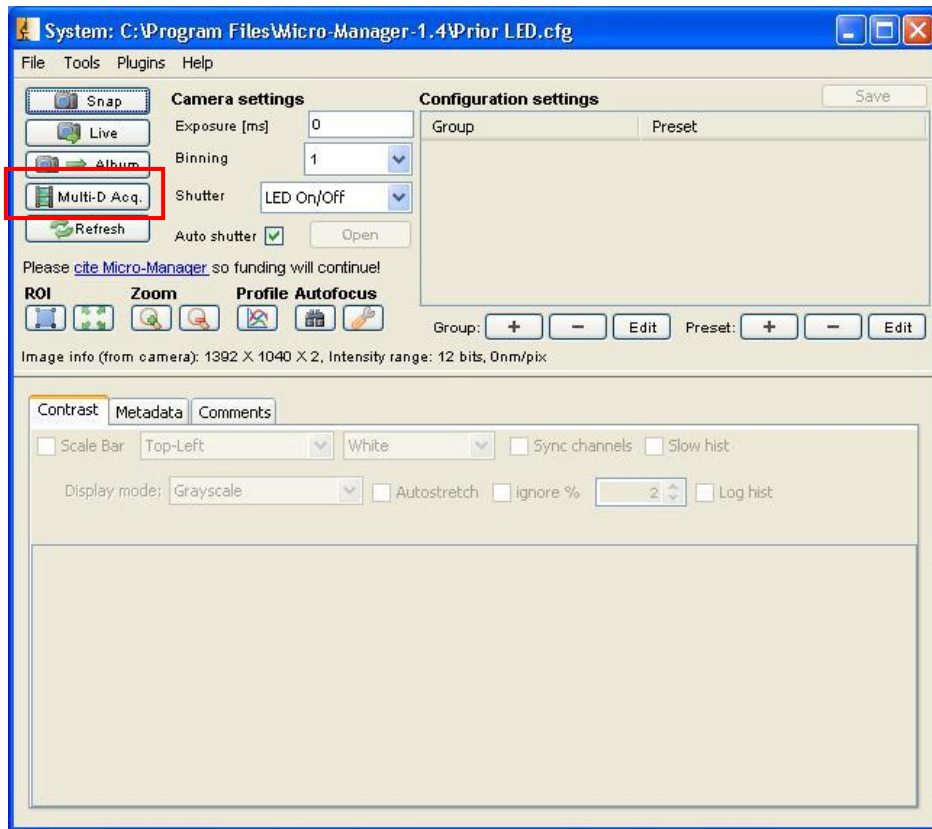 System: C:\Program Files\Micro-Manager-1.4\Prior LED.cfg
File Tools Plugins Help
Snap
Live
Album
Multi-D Acq.
Refresh
Camera settings
Exposure [ms] 0
Binning 1
Shutter LED On/Off
Auto shutter Open
Configuration settings
Save
Group Preset
Please cite Micro-Manager so funding will continue!
ROI Zoom Profile Autofocus
Group: + - Edit Preset: + - Edit
Image info (from camera): 1392 X 1040 X 2, Intensity range: 12 bits, 0nm/pix
Contrast Metadata Comments
Scale Bar Top-Left White Sync channels Slow hist
Display mode: Grayscale Autostretch ignore % 2 Log hist